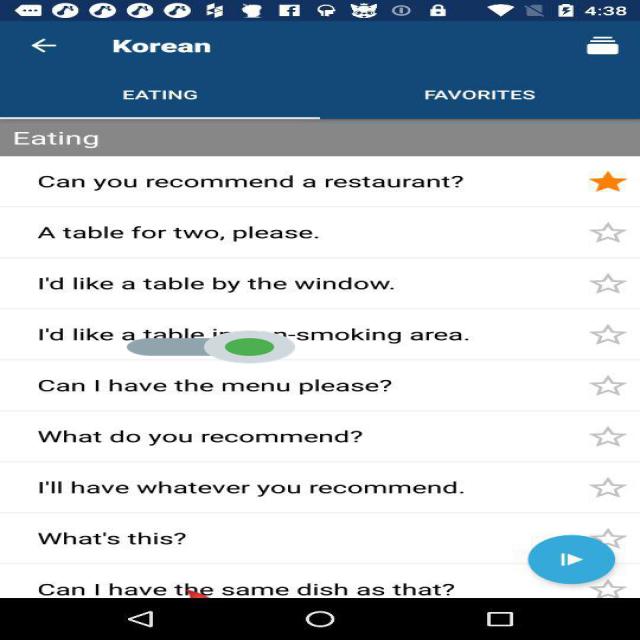 4:38
Korean
EATING
FAVORITES
Eating
Can you recommend a restaurant?
A table for two, please.
I'd like a table by the window.
I'd like a table n-smoking area.
Can I have the menu please?
What do you recommend?
I'll have whatever you recommend.
What's this?
Can I have the same dish as that?